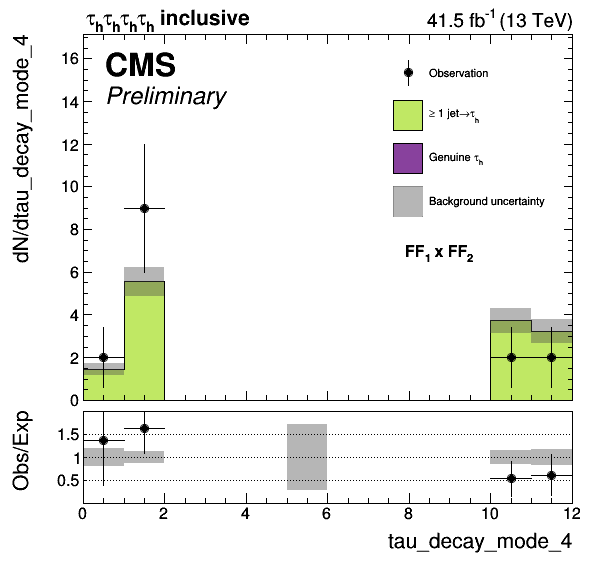 τhτhτhτh inclusive
41.5 fb⁻¹ (13 TeV)
CMS
Preliminary
Observation
≥ 1 jet→τh
Genuine τh
Background uncertainty
FF₁ x FF₂
dN/dtau_decay_mode_4
16
14
12
10
8
6
4
2
0
Obs/Exp
1.5
1
0.5
0 2 4 6 8 10 12
tau_decay_mode_4